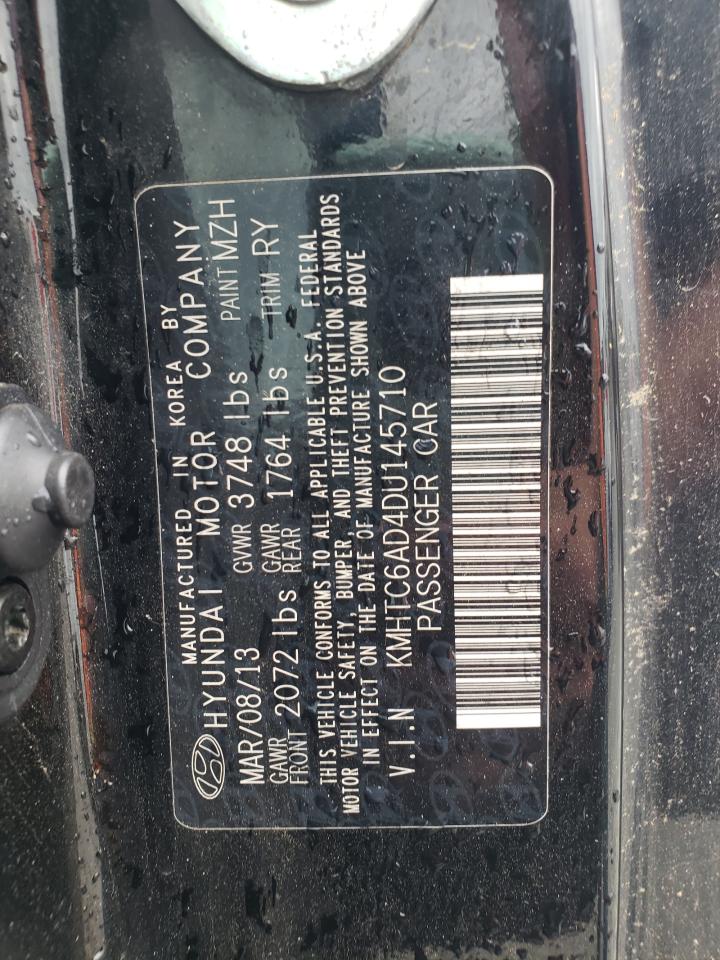 MANUFACTURED IN KOREA BY
HYUNDAI MOTOR COMPANY
MAR/08/13 GVWR 3748 lbs PAINT MZH
GAWR FRONT 2072 lbs GAWR REAR 1764 lbs TRIM RY
THIS VEHICLE CONFORMS TO ALL APPLICABLE U.S.A. FEDERAL
MOTOR VEHICLE SAFETY, BUMPER, AND THEFT PREVENTION STANDARDS
IN EFFECT ON THE DATE OF MANUFACTURE SHOWN ABOVE
V.I.N KMHTC6AD4DU145710
PASSENGER CAR